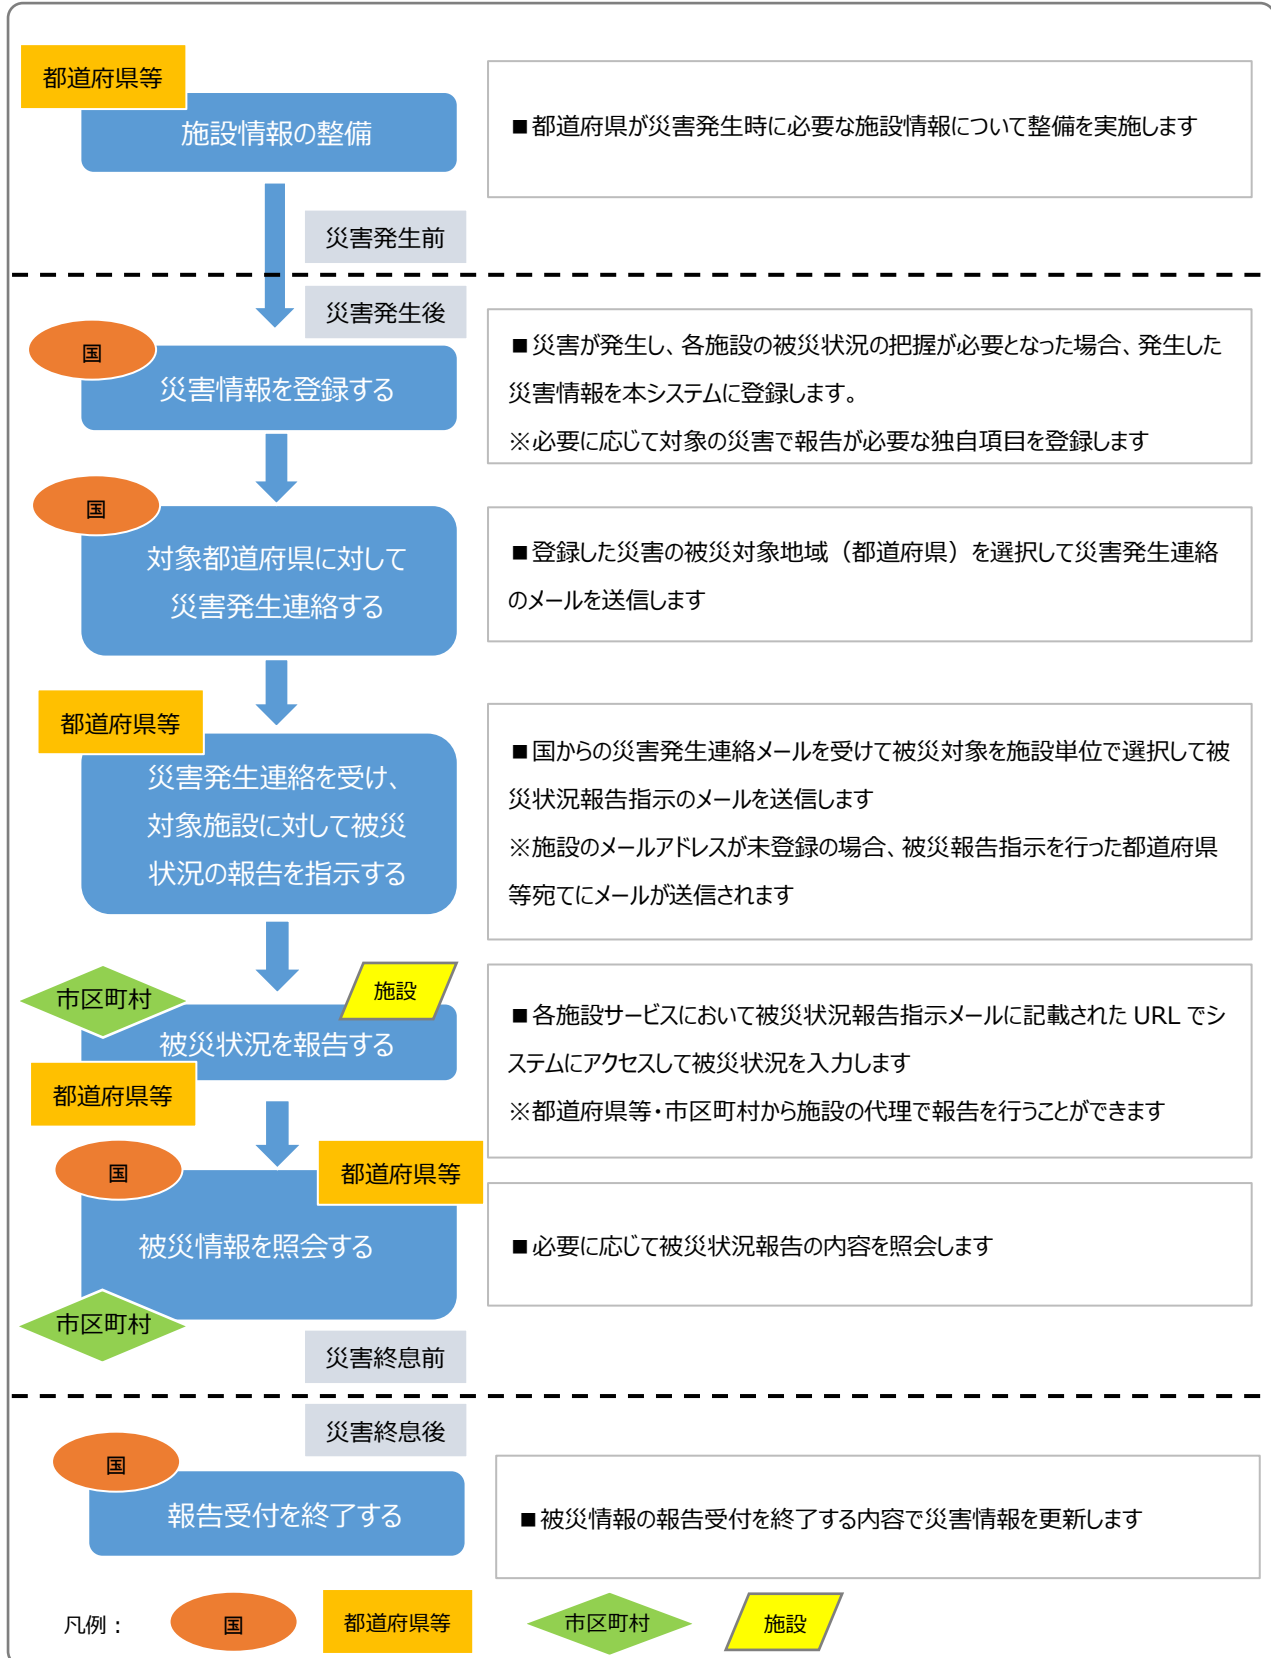 都道府県等
施設情報の整備
■都道府県が災害発生時に必要な施設情報について整備を実施します
災害発生前
災害発生後
国
災害情報を登録する
■災害が発生し、各施設の被災状況の把握が必要となった場合、発生した
災害情報を本システムに登録します。
※必要に応じて対象の災害で報告が必要な独自項目を登録します
国
対象都道府県に対して
災害発生連絡する
■登録した災害の被災対象地域（都道府県）を選択して災害発生連絡
のメールを送信します
都道府県等
災害発生連絡を受け、
対象施設に対して被災
状況の報告を指示する
■国からの災害発生連絡メールを受けて被災対象を施設単位で選択して被
災状況報告指示のメールを送信します
※施設のメールアドレスが未登録の場合、被災報告指示を行った都道府県
等宛てにメールが送信されます
市区町村
施設
被災状況を報告する
都道府県等
■各施設サービスにおいて被災状況報告指示メールに記載された URL でシ
ステムにアクセスして被災状況を入力します
※都道府県等・市区町村から施設の代理で報告を行うことができます
国
都道府県等
被災情報を照会する
市区町村
■必要に応じて被災状況報告の内容を照会します
災害終息前
災害終息後
国
報告受付を終了する
■被災情報の報告受付を終了する内容で災害情報を更新します
凡例： 国 都道府県等 市区町村 施設